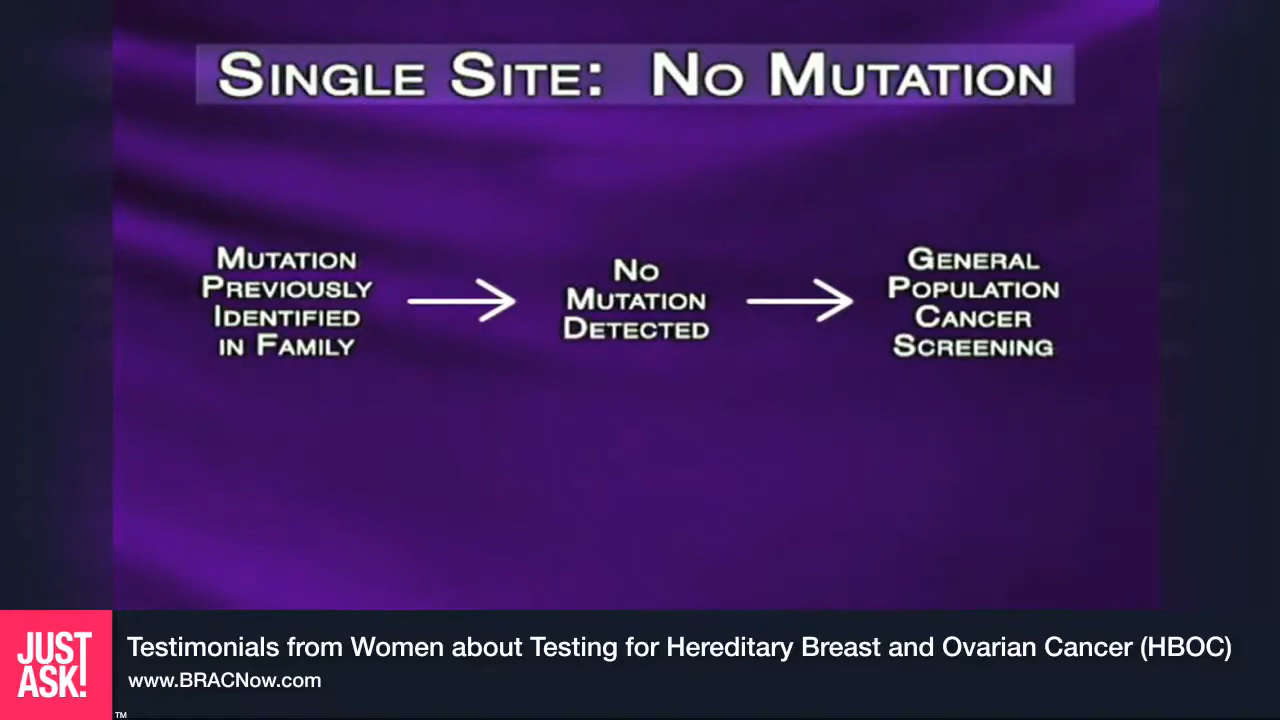 SINGLE SITE: NO MUTATION
MUTATION
PREVIOUSLY
IDENTIFIED
IN FAMILY
NO
MUTATION
DETECTED
GENERAL
POPULATION
CANCER
SCREENING
JUST
ASK!
™
Testimonials from Women about Testing for Hereditary Breast and Ovarian Cancer (HBOC)
www.BRACNow.com